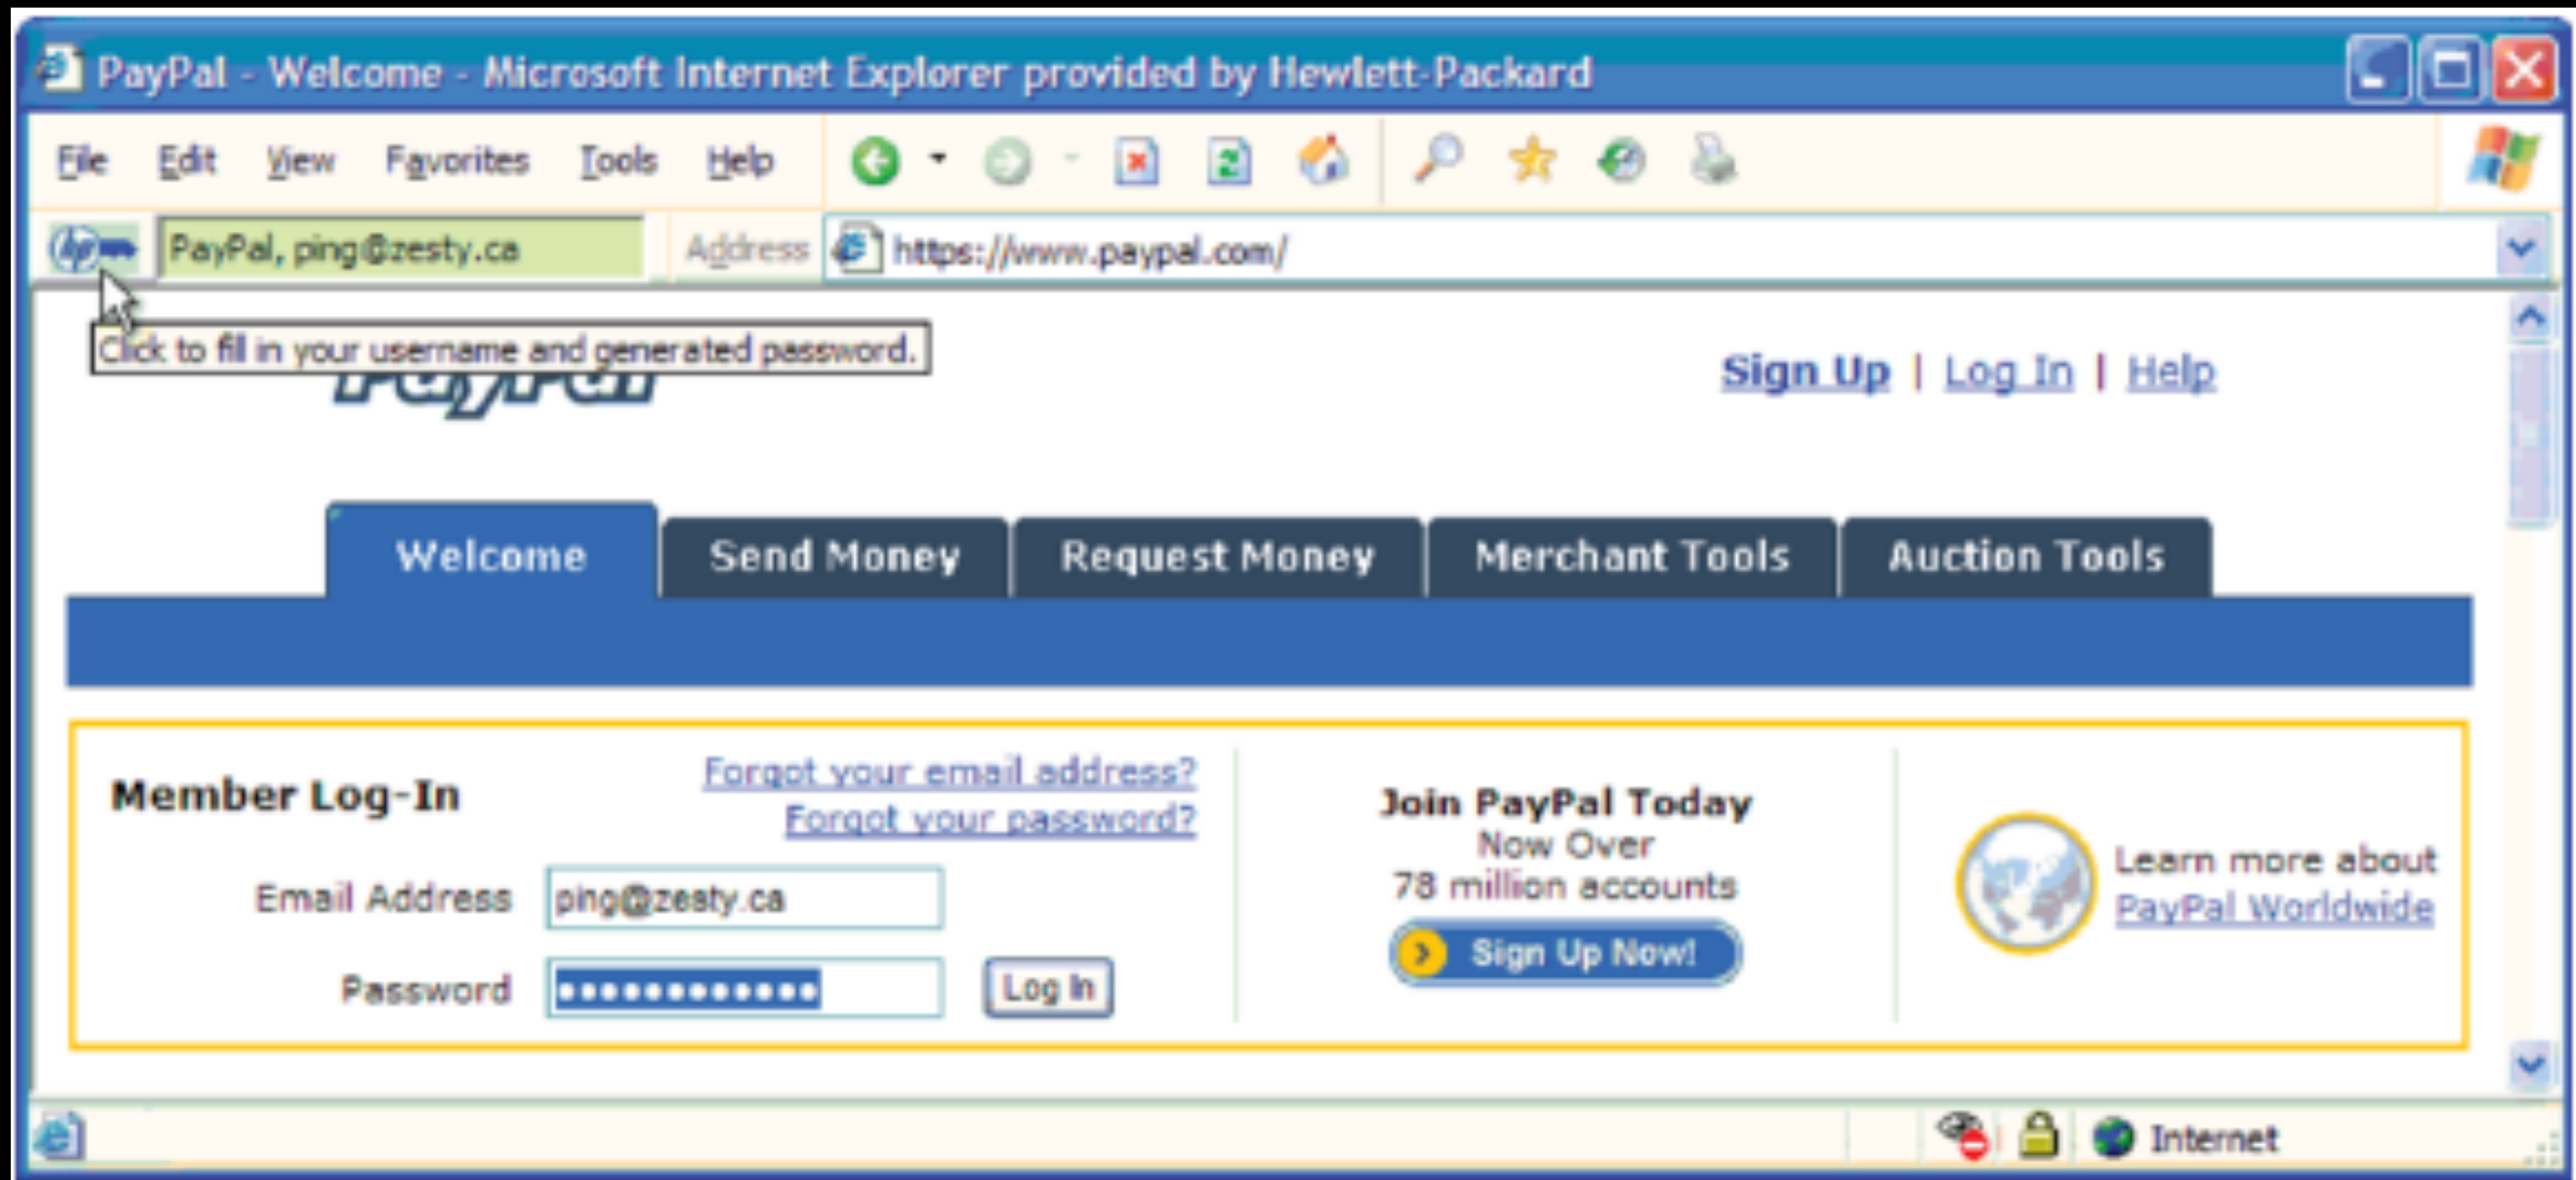 PayPal - Welcome - Microsoft Internet Explorer provided by Hewlett-Packard
File Edit View Favorites Tools Help
hp PayPal, ping@zesty.ca Address https://www.paypal.com/
Click to fill in your username and generated password.
PayPal
Sign Up | Log In | Help
Welcome Send Money Request Money Merchant Tools Auction Tools
Member Log-In
Forgot your email address?
Forgot your password?
Email Address ping@zesty.ca
Password •••••••••••• Log In
Join PayPal Today
Now Over
78 million accounts
Sign Up Now!
Learn more about
PayPal Worldwide
Internet